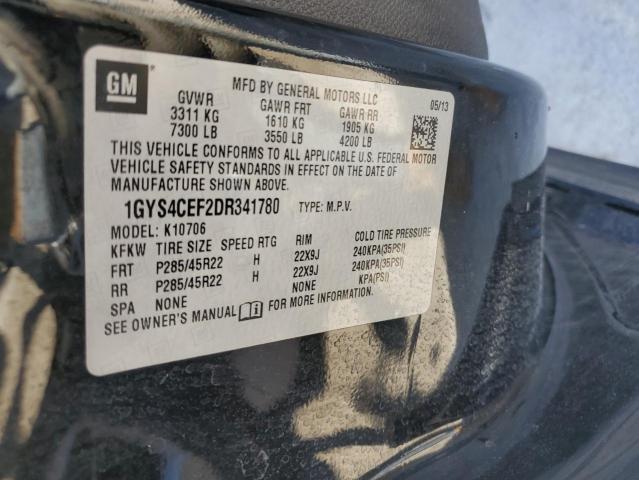 GM
MFD BY GENERAL MOTORS LLC
05/13
GVWR GAWR FRT GAWR RR
3311 KG 1610 KG 1905 KG
7300 LB 3550 LB 4200 LB
THIS VEHICLE CONFORMS TO ALL APPLICABLE U.S. FEDERAL MOTOR
VEHICLE SAFETY STANDARDS IN EFFECT ON THE DATE OF
MANUFACTURE SHOWN ABOVE.
1GYS4CEF2DR341780 TYPE: M.P.V.
MODEL: K10706
KFKW TIRE SIZE SPEED RTG RIM COLD TIRE PRESSURE
FRT P285/45R22 H 22X9J 240KPA(35PSI)
RR P285/45R22 H 22X9J 240KPA(35PSI)
SPA NONE NONE KPA(PSI)
SEE OWNER'S MANUAL FOR MORE INFORMATION.